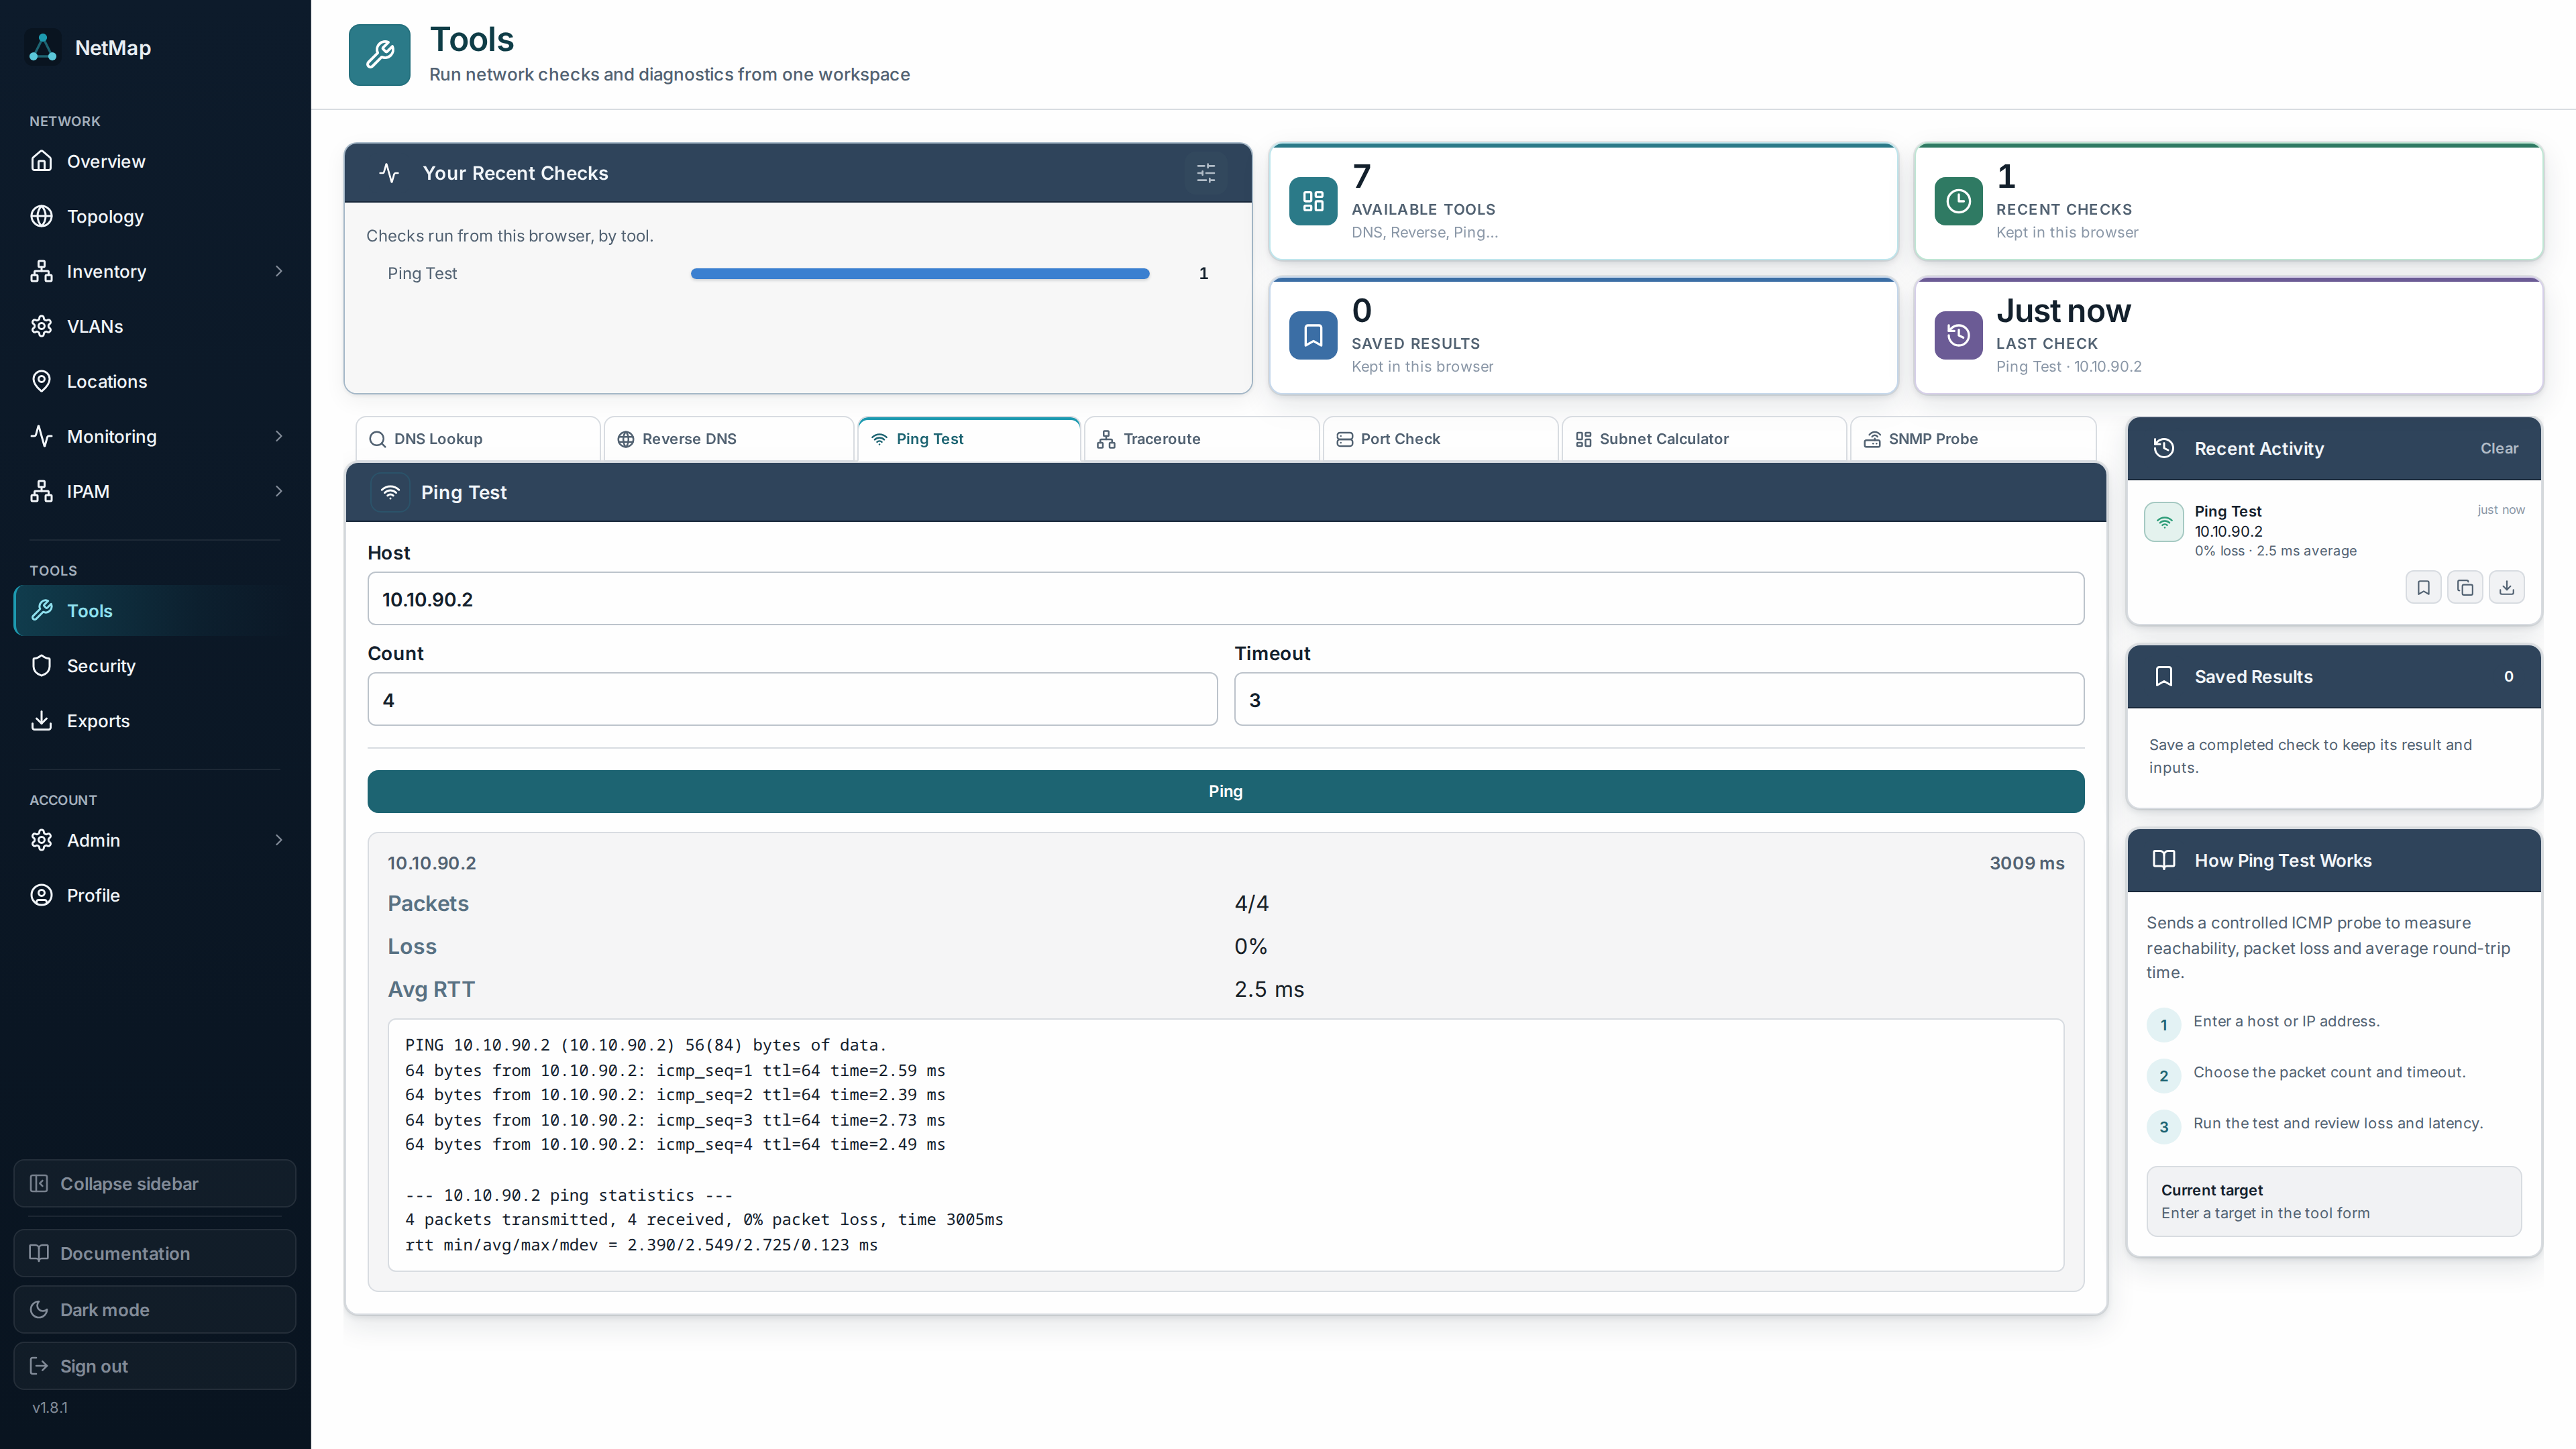 NetMap
NETWORK
Overview
Topology
Inventory
VLANs
Locations
Monitoring
IPAM
TOOLS
Tools
Security
Exports
ACCOUNT
Admin
Profile
Collapse sidebar
Documentation
Dark mode
Sign out
v1.8.1
Tools
Run network checks and diagnostics from one workspace
Your Recent Checks
Checks run from this browser, by tool.
Ping Test 1
7
AVAILABLE TOOLS
DNS, Reverse, Ping...
1
RECENT CHECKS
Kept in this browser
0
SAVED RESULTS
Kept in this browser
Just now
LAST CHECK
Ping Test · 10.10.90.2
DNS Lookup
Reverse DNS
Ping Test
Traceroute
Port Check
Subnet Calculator
SNMP Probe
Ping Test
Host
10.10.90.2
Count
4
Timeout
3
Ping
10.10.90.2 3009 ms
Packets 4/4
Loss 0%
Avg RTT 2.5 ms
PING 10.10.90.2 (10.10.90.2) 56(84) bytes of data.
64 bytes from 10.10.90.2: icmp_seq=1 ttl=64 time=2.59 ms
64 bytes from 10.10.90.2: icmp_seq=2 ttl=64 time=2.39 ms
64 bytes from 10.10.90.2: icmp_seq=3 ttl=64 time=2.73 ms
64 bytes from 10.10.90.2: icmp_seq=4 ttl=64 time=2.49 ms
--- 10.10.90.2 ping statistics ---
4 packets transmitted, 4 received, 0% packet loss, time 3005ms
rtt min/avg/max/mdev = 2.390/2.549/2.725/0.123 ms
Recent Activity Clear
Ping Test just now
10.10.90.2
0% loss · 2.5 ms average
Saved Results 0
Save a completed check to keep its result and
inputs.
How Ping Test Works
Sends a controlled ICMP probe to measure
reachability, packet loss and average round-trip
time.
1 Enter a host or IP address.
2 Choose the packet count and timeout.
3 Run the test and review loss and latency.
Current target
Enter a target in the tool form